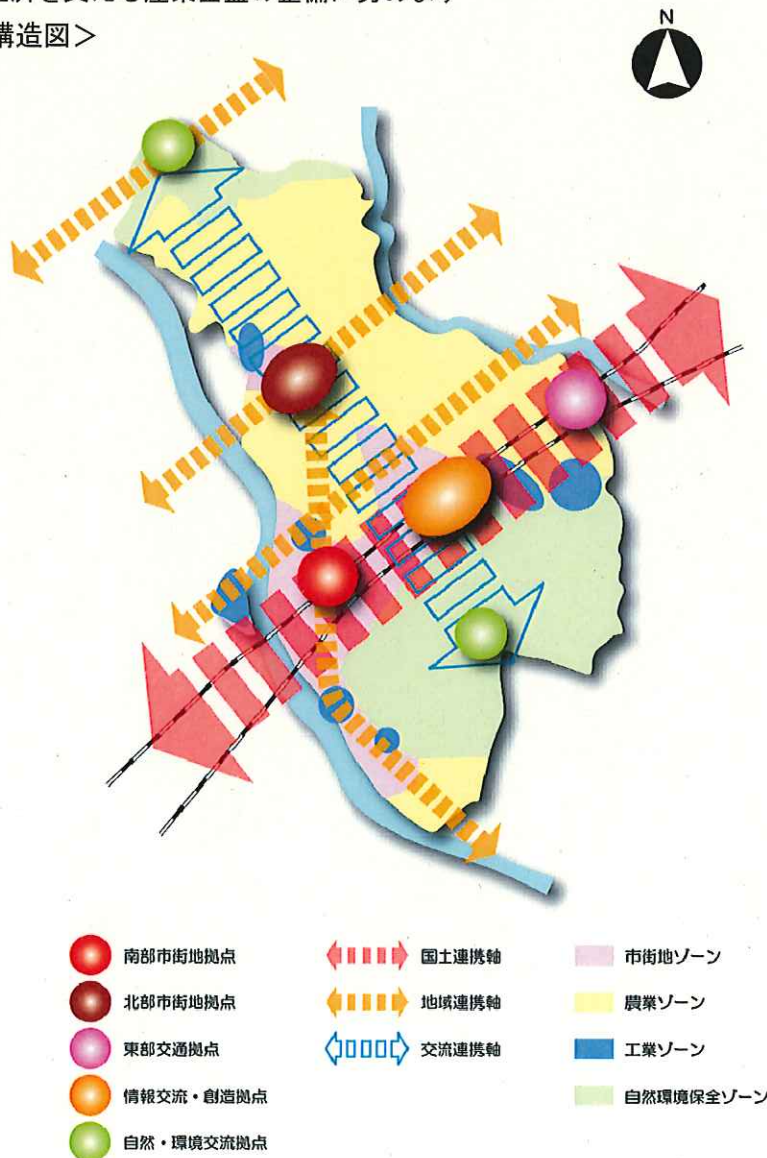 構造図>
N
南部市街地拠点
北部市街地拠点
東部交通拠点
情報交流・創造拠点
自然・環境交流拠点
国土連携軸
地域連携軸
交流連携軸
市街地ゾーン
農業ゾーン
工業ゾーン
自然環境保全ゾーン